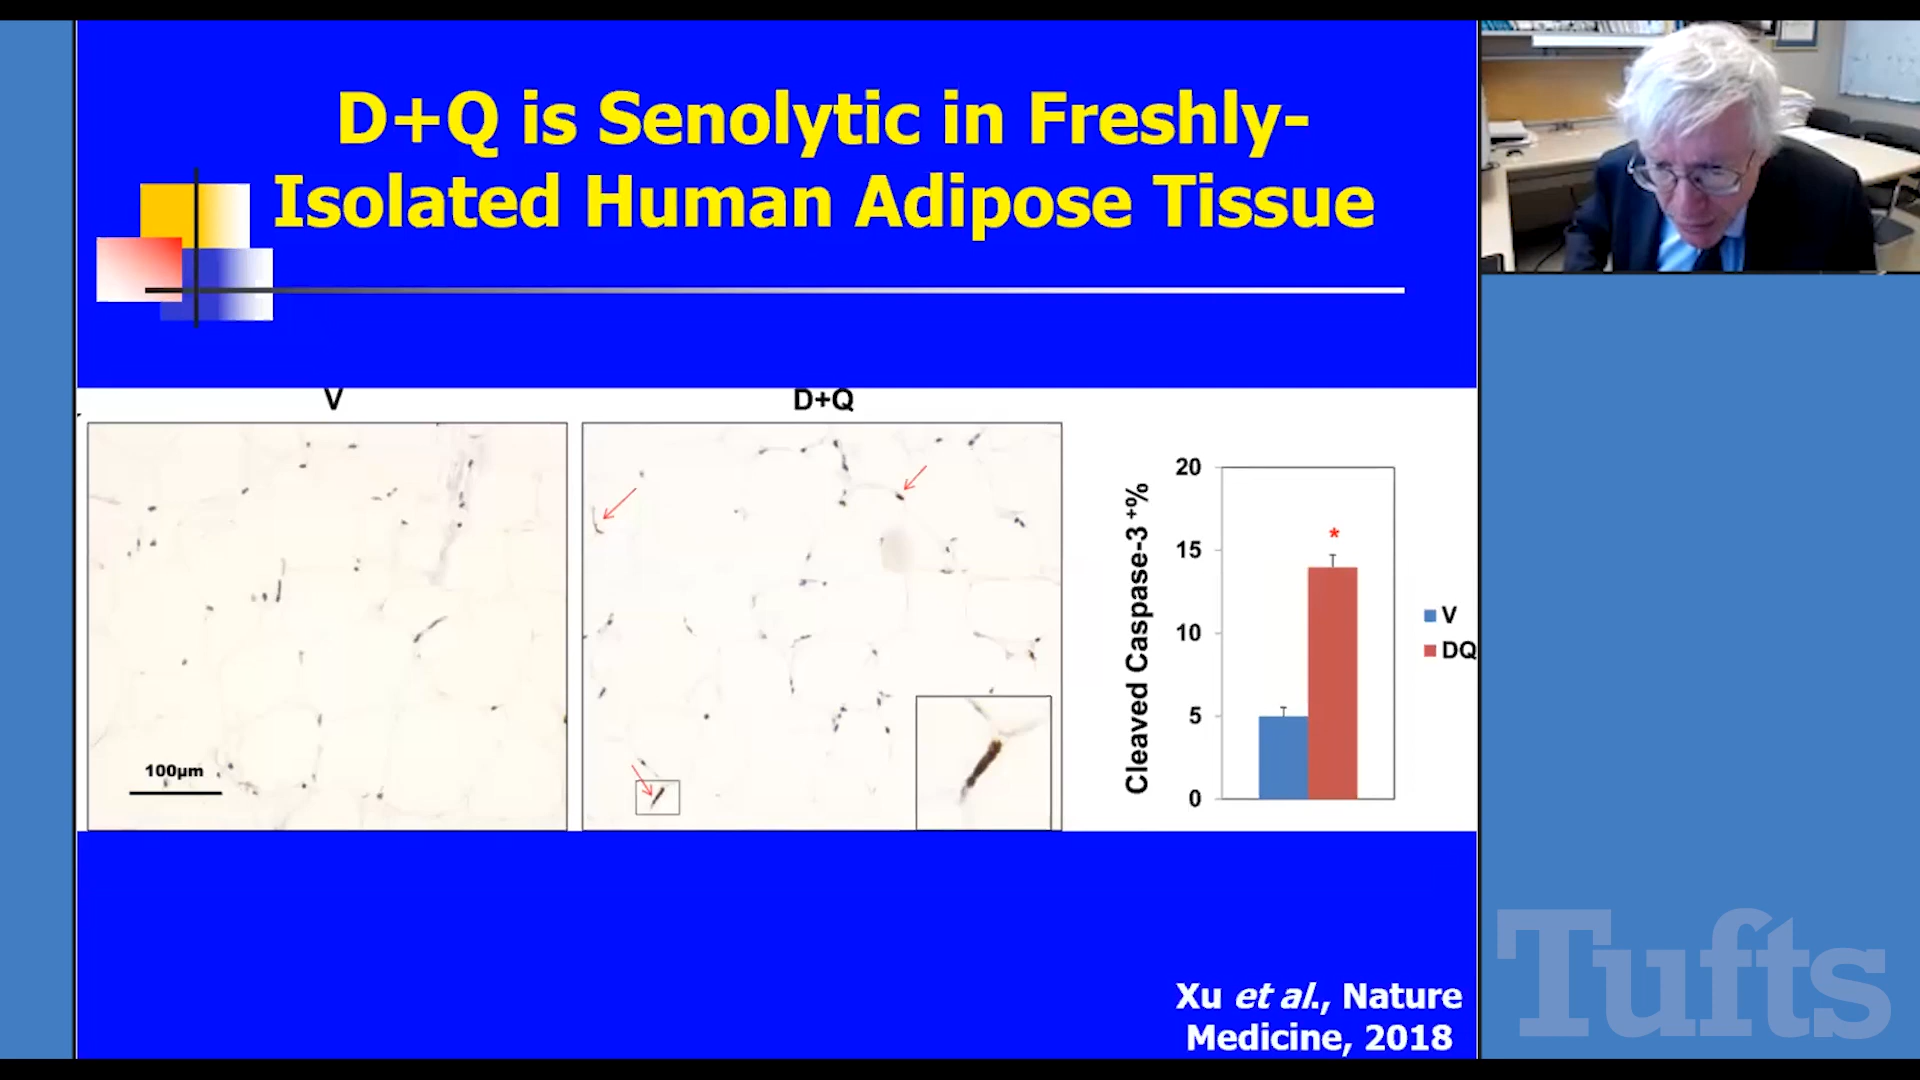 D+Q is Senolytic in Freshly-
Isolated Human Adipose Tissue
V
D+Q
100µm
Cleaved Caspase-3⁺%
20
15
10
5
0
*
V
DQ
Xu et al., Nature
Medicine, 2018
Tufts